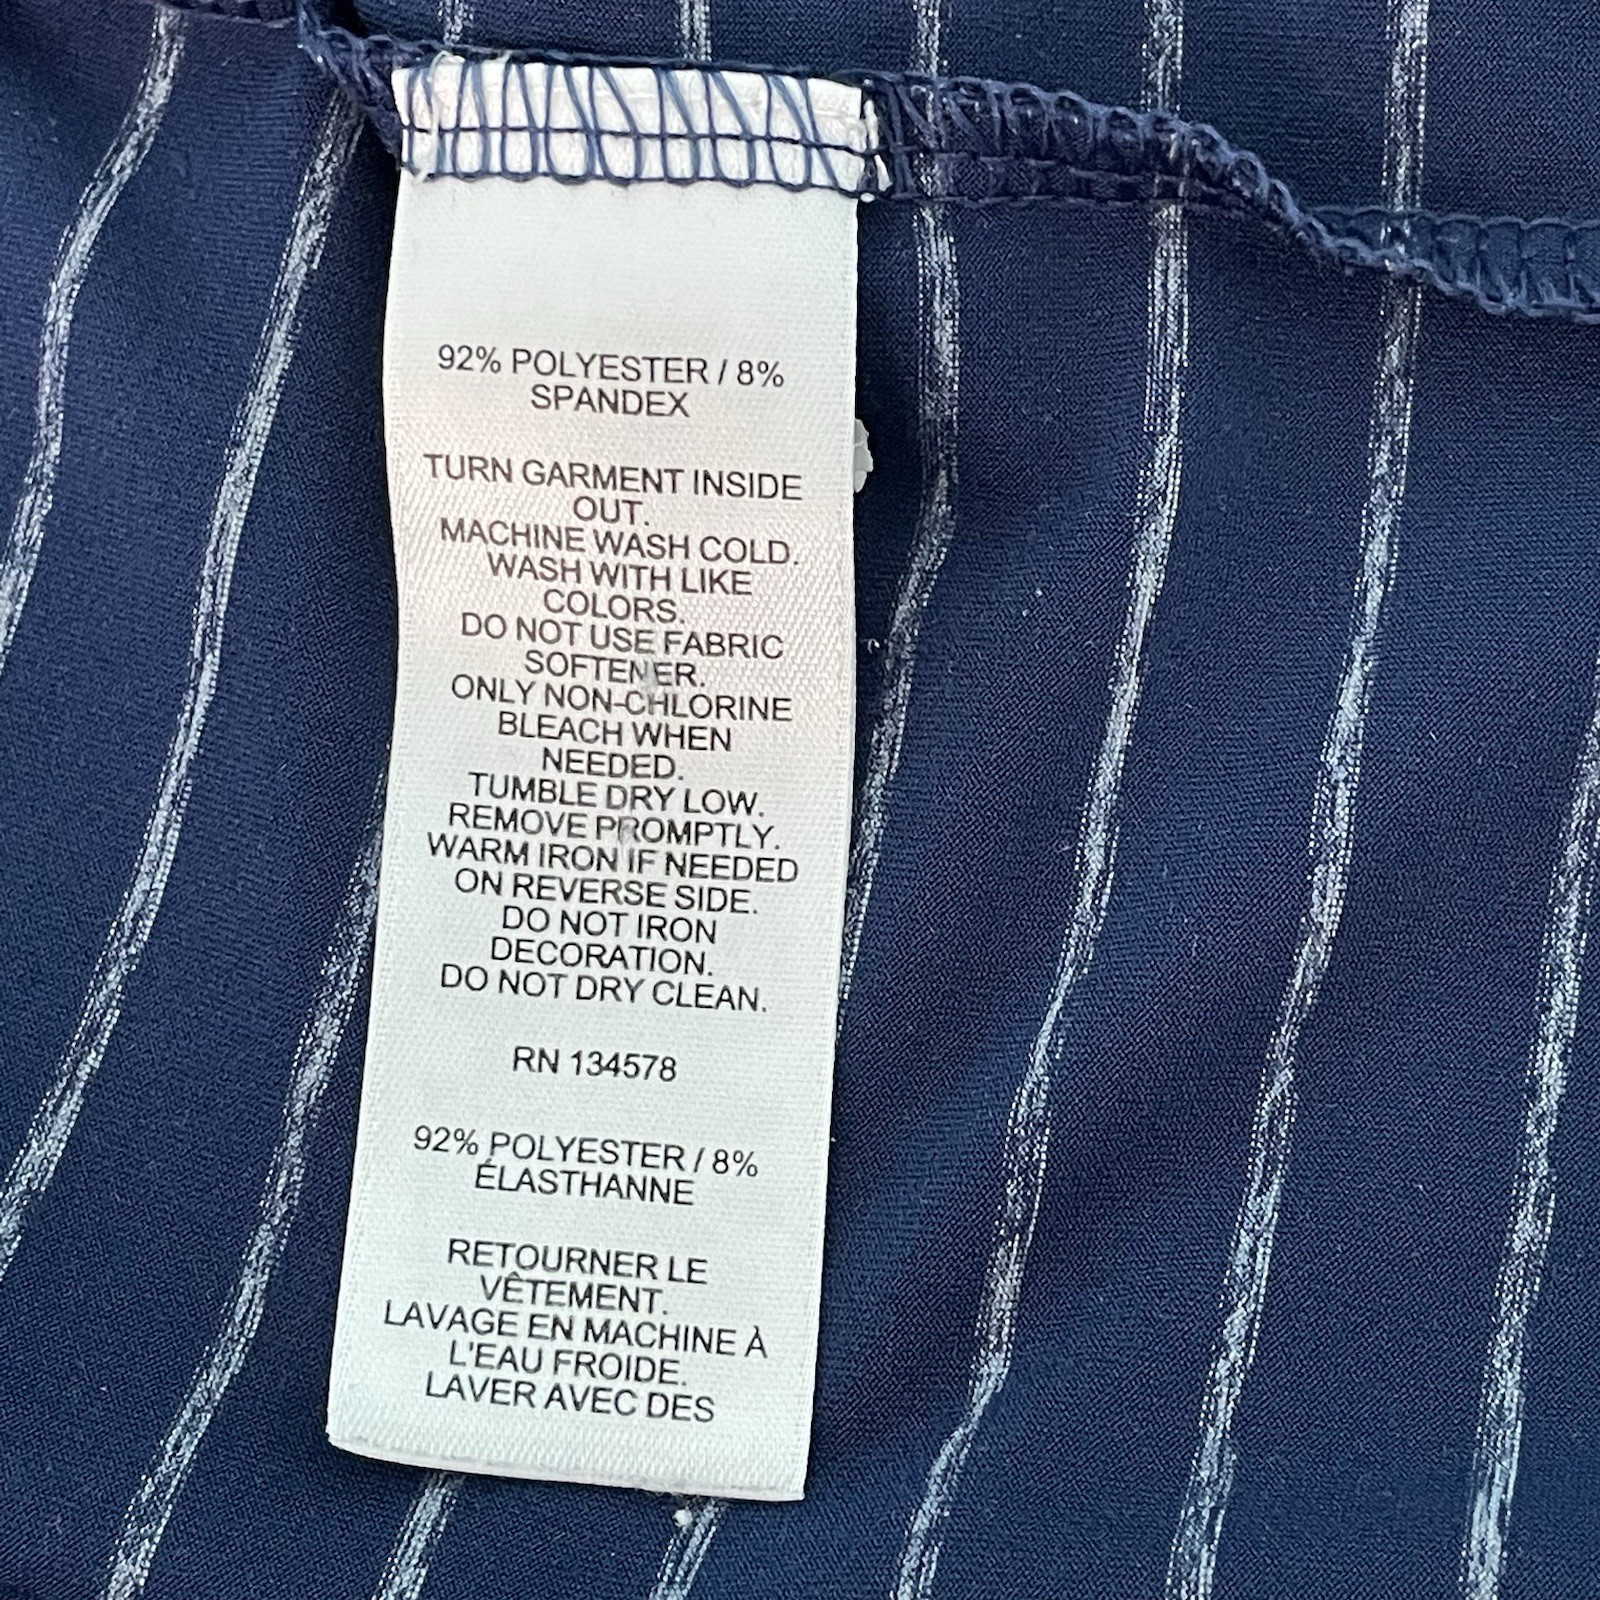 92% POLYESTER / 8%
SPANDEX
TURN GARMENT INSIDE
OUT.
MACHINE WASH COLD.
WASH WITH LIKE
COLORS.
DO NOT USE FABRIC
SOFTENER.
ONLY NON-CHLORINE
BLEACH WHEN
NEEDED.
TUMBLE DRY LOW.
REMOVE PROMPTLY.
WARM IRON IF NEEDED
ON REVERSE SIDE.
DO NOT IRON
DECORATION.
DO NOT DRY CLEAN.
RN 134578
92% POLYESTER / 8%
ÉLASTHANNE
RETOURNER LE
VÊTEMENT.
LAVAGE EN MACHINE À
L'EAU FROIDE.
LAVER AVEC DES